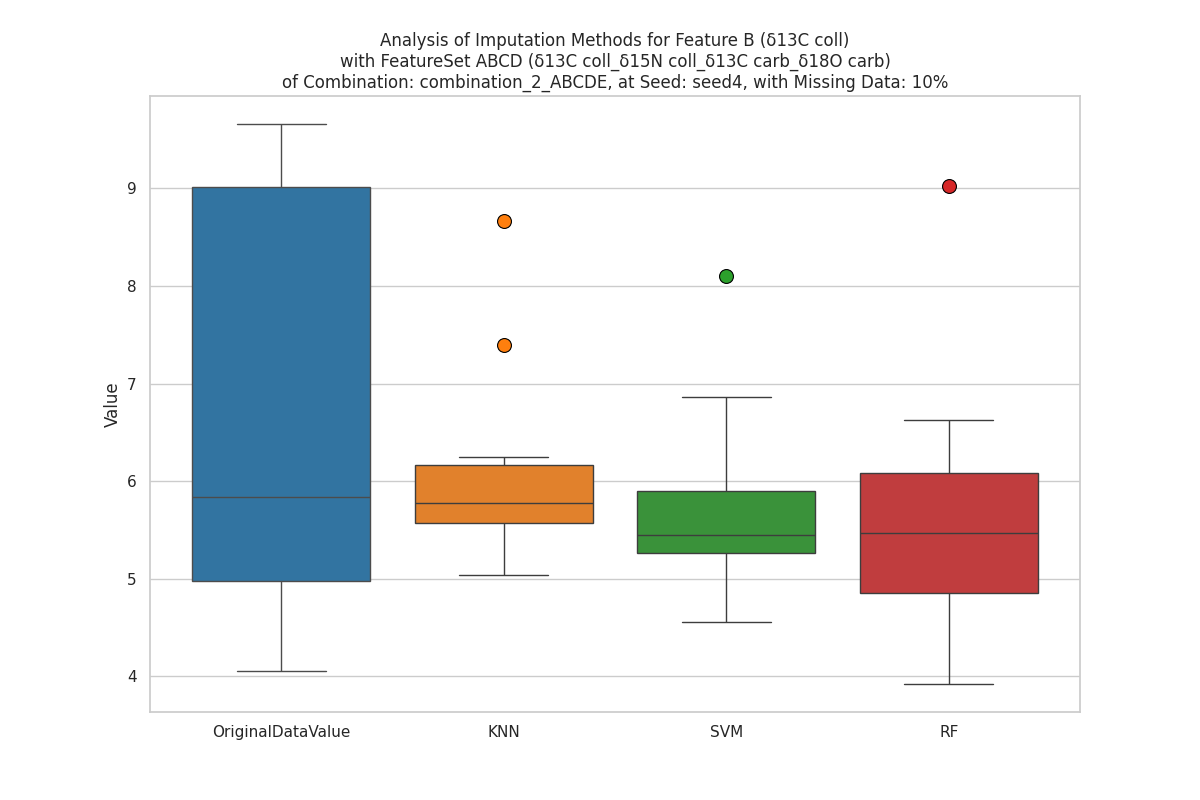 Analysis of Imputation Methods for Feature B (δ13C coll)
with FeatureSet ABCD (δ13C coll_δ15N coll_δ13C carb_δ18O carb)
of Combination: combination_2_ABCDE, at Seed: seed4, with Missing Data: 10%
9
8
7
6
5
4
Value
OriginalDataValue
KNN
SVM
RF